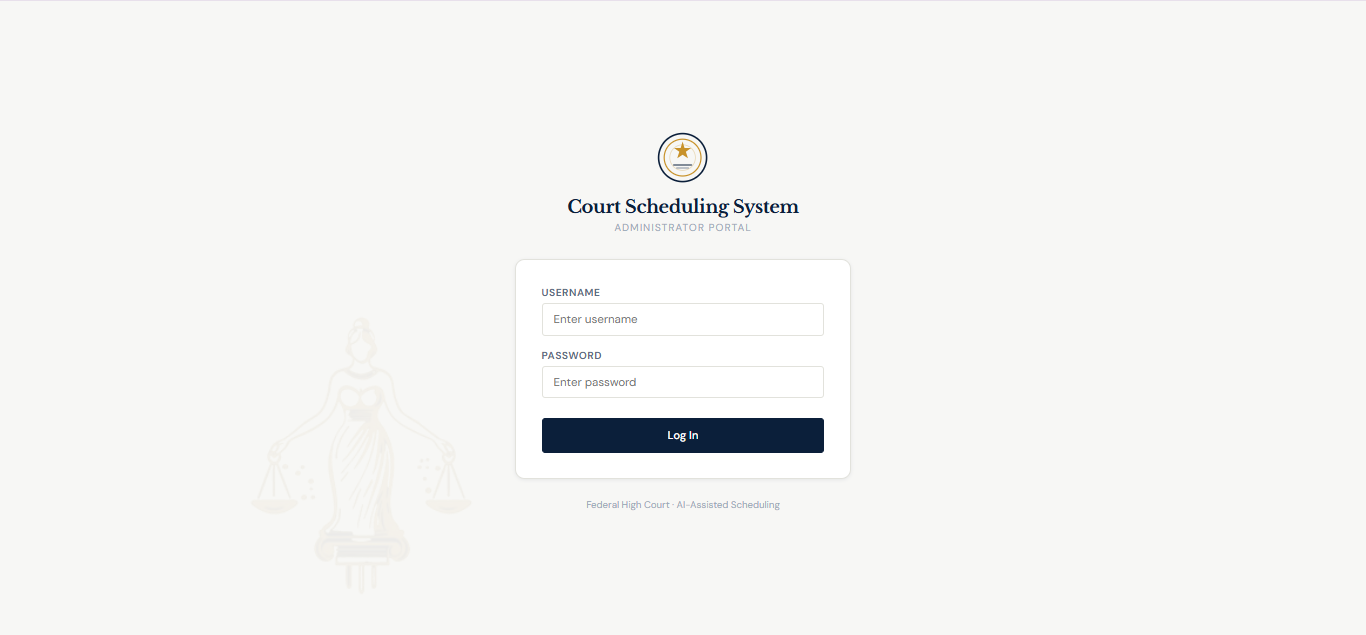 Court Scheduling System
ADMINISTRATOR PORTAL
USERNAME
Enter username
PASSWORD
Enter password
Log In
Federal High Court · AI-Assisted Scheduling